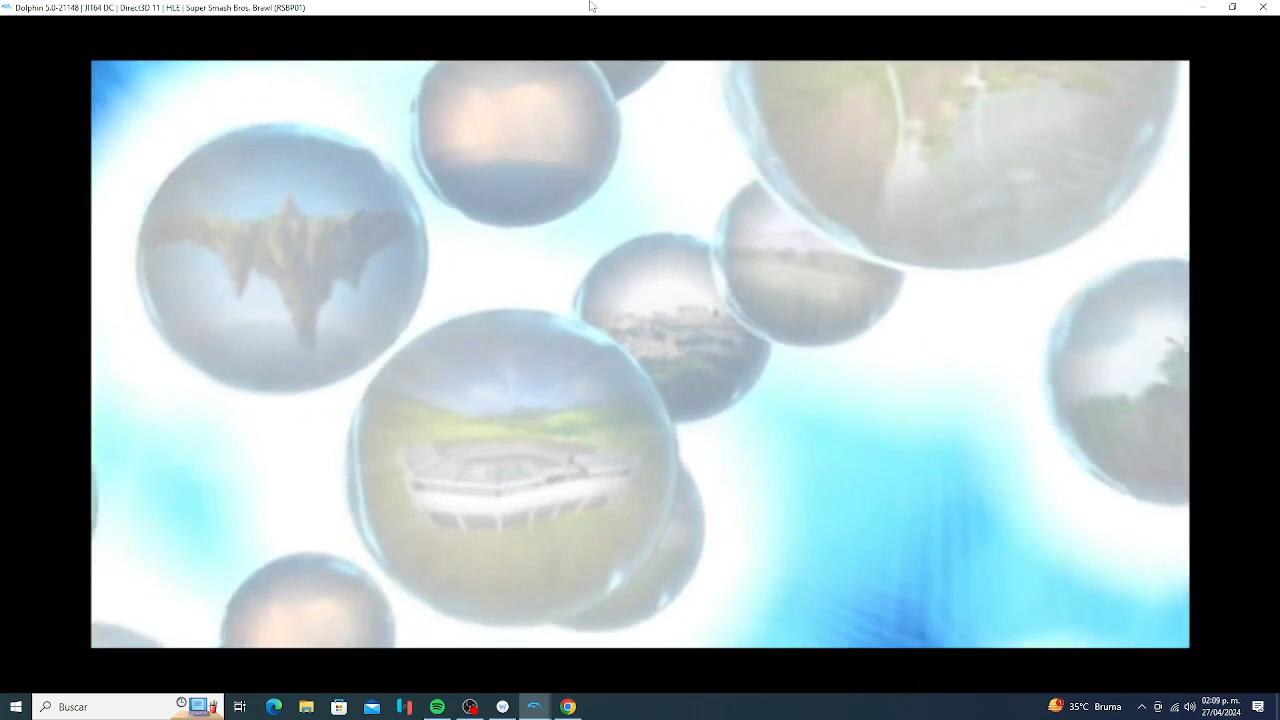 Dolphin 5.0-21148 | JIT64 DC | Direct3D 11 | HLE | Super Smash Bros. Brawl (RSBP01)
Buscar
35°C Bruma
02:09 p. m.
27/04/2024